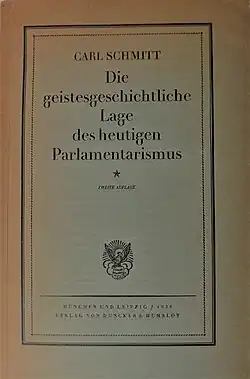 CARL SCHMITT
Die
geistesgeschichtliche
Lage
des heutigen
Parlamentarismus
ZWEITE AUFLAGE
MÜNCHEN UND LEIPZIG / 1926
VERLAG VON DUNCKER & HUMBLOT